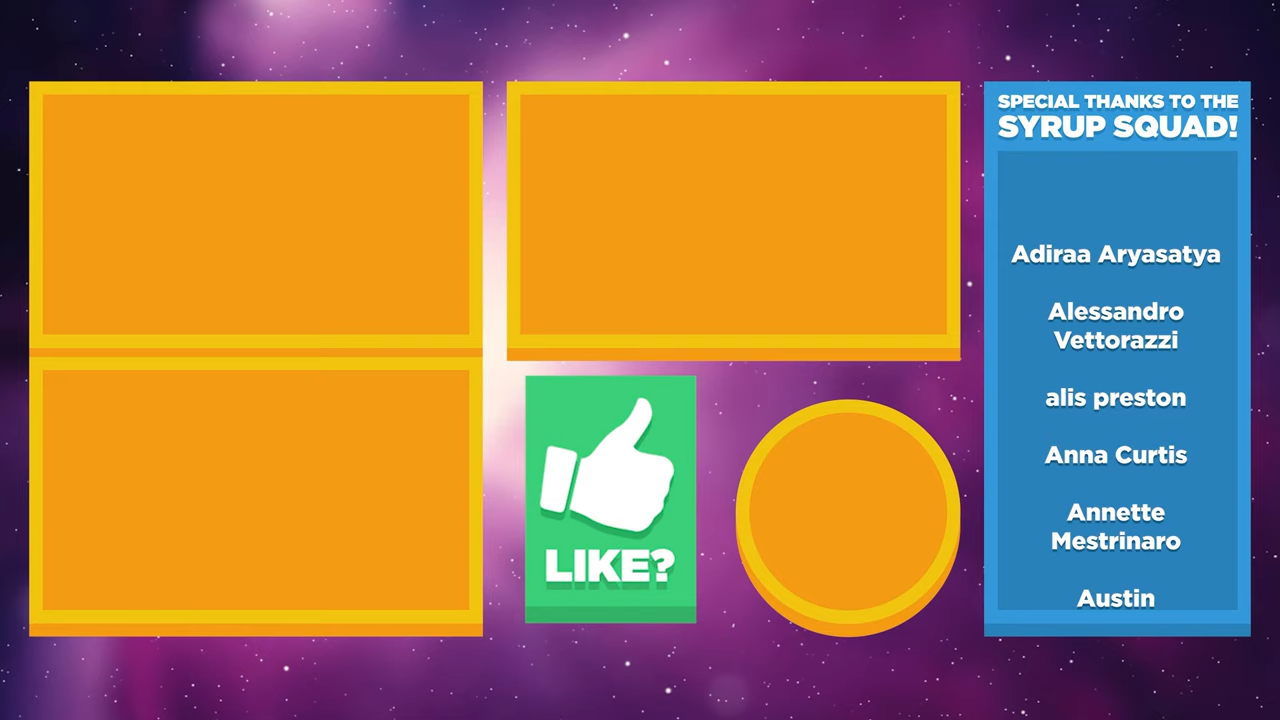 SPECIAL THANKS TO THE
SYRUP SQUAD!
Adiraa Aryasatya
Alessandro
Vettorazzi
alis preston
Anna Curtis
Annette
Mestrinaro
Austin
LIKE?